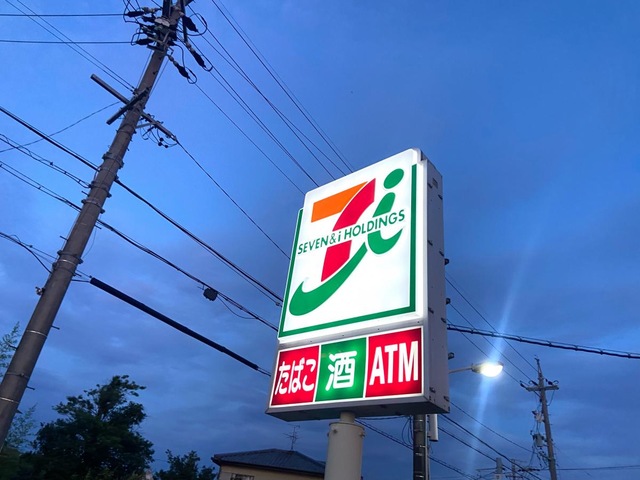 7i
SEVEN&i HOLDINGS
たばこ 酒 ATM